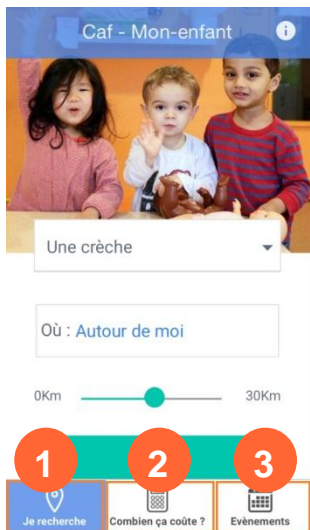 Caf - Mon-enfant i
Une crèche
Où : Autour de moi
0Km 30Km
1 2 3
Je recherche Combien ça coûte ? Evènements